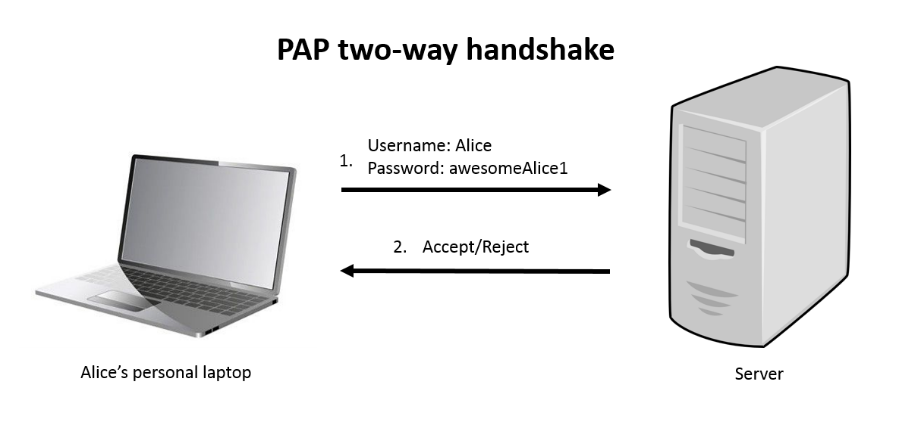 PAP two-way handshake
1. Username: Alice
Password: awesomeAlice1
2. Accept/Reject
Alice’s personal laptop
Server